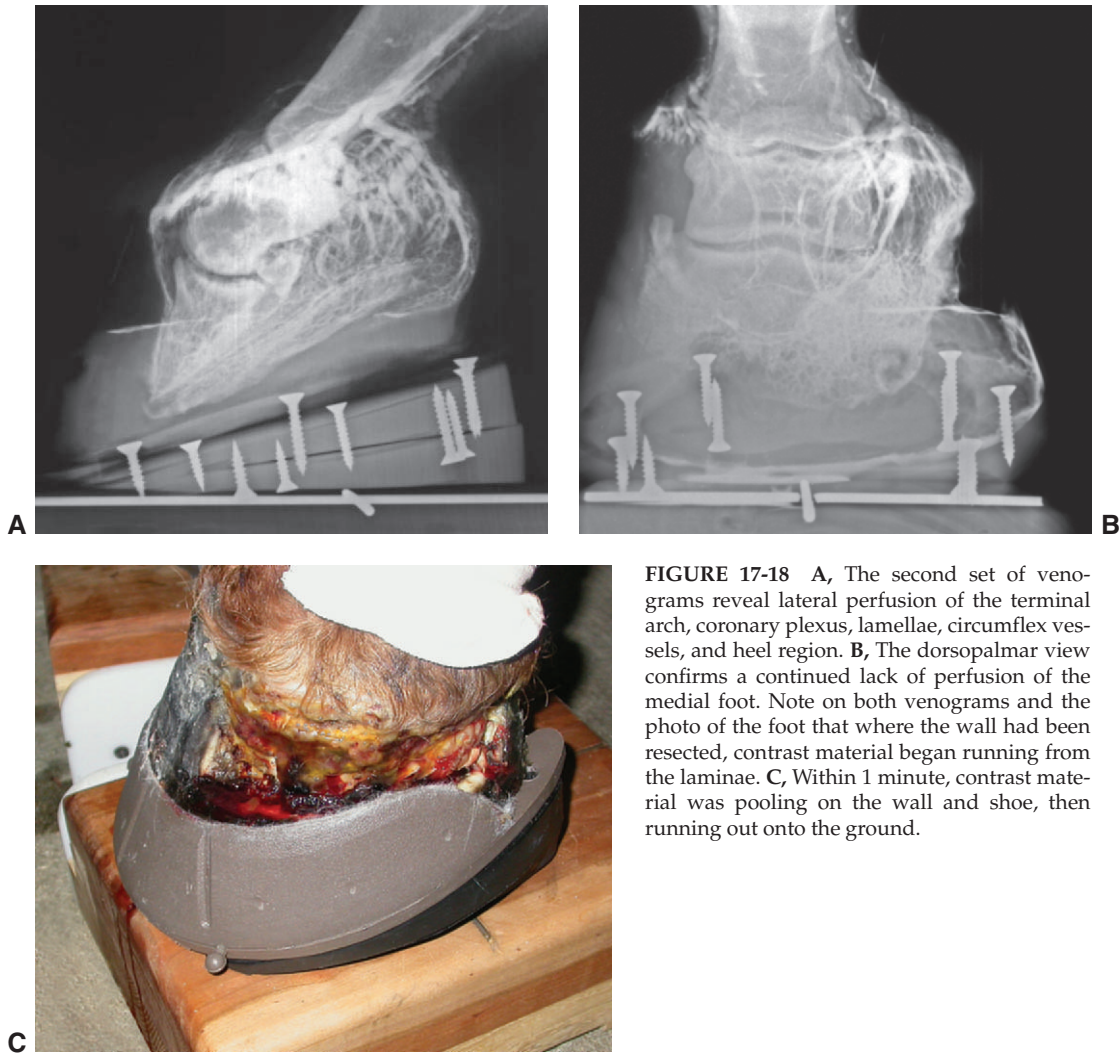 A
B
FIGURE 17-18 A, The second set of veno-
grams reveal lateral perfusion of the terminal
arch, coronary plexus, lamellae, circumflex ves-
sels, and heel region. B, The dorsopalmar view
confirms a continued lack of perfusion of the
medial foot. Note on both venograms and the
photo of the foot that where the wall had been
resected, contrast material began running from
the laminae. C, Within 1 minute, contrast mate-
rial was pooling on the wall and shoe, then
running out onto the ground.
C